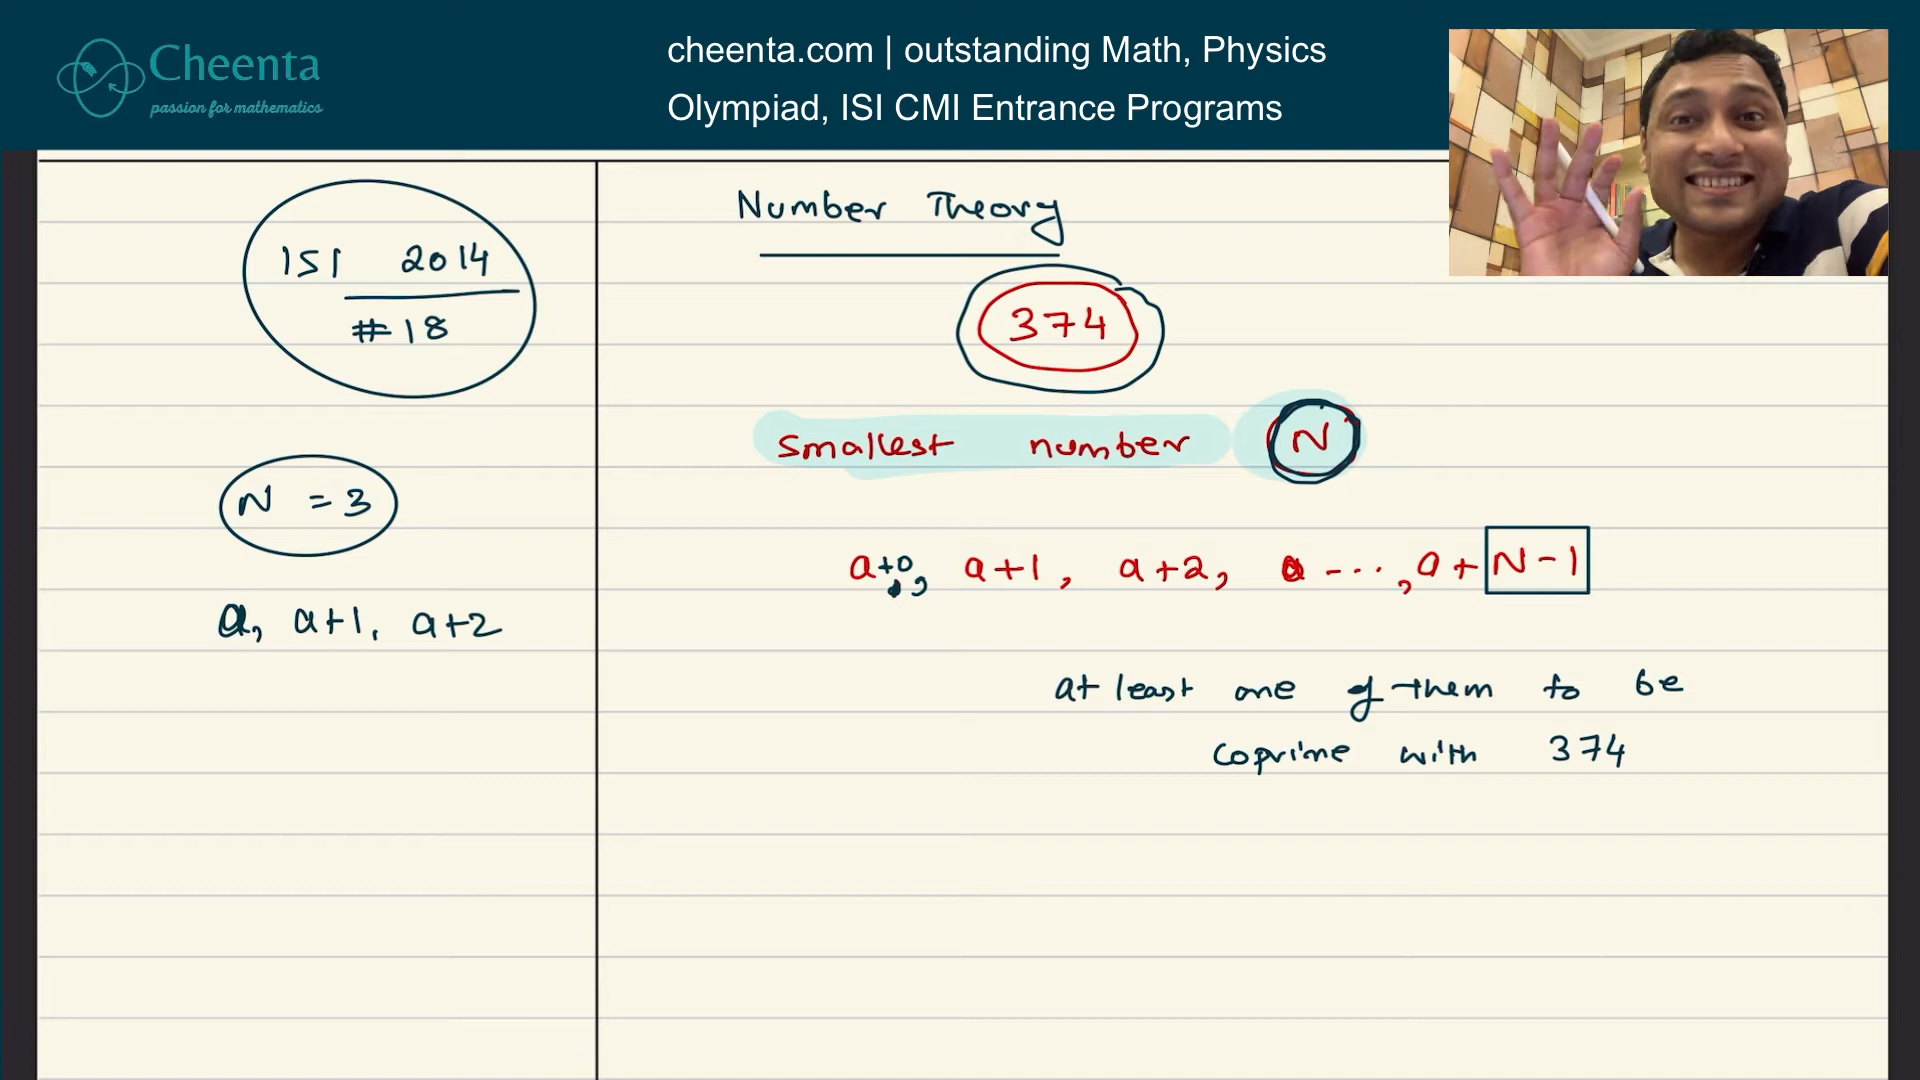 Cheenta
passion for mathematics
cheenta.com | outstanding Math, Physics
Olympiad, ISI CMI Entrance Programs
ISI 2014
#18
N = 3
a, a+1, a+2
Number Theory
374
smallest number N
a+0, a+1, a+2, a ---, a+ N-1
at least one of them to be
coprime with 374